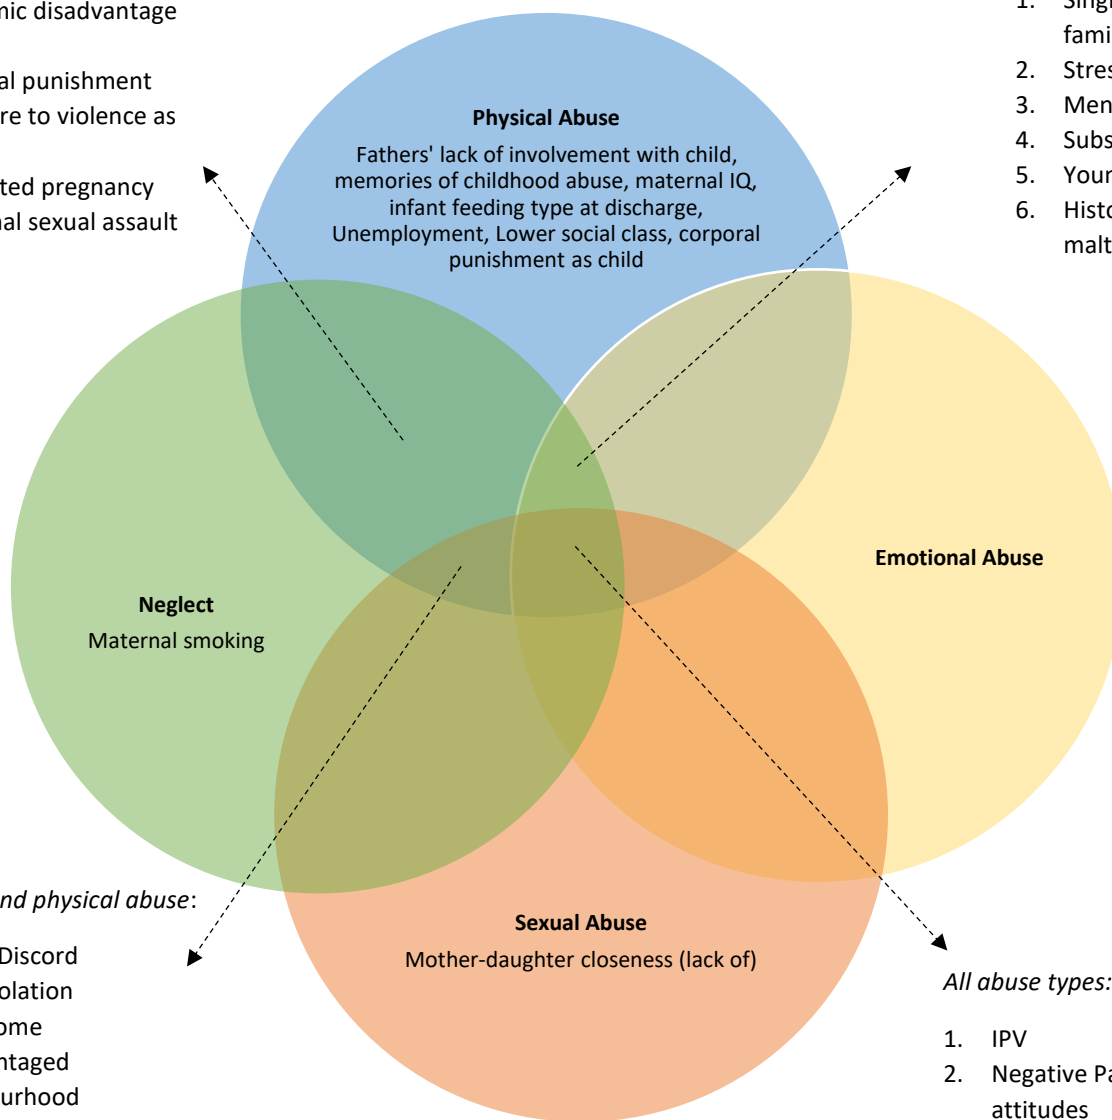 mic disadvantage
al punishment
re to violence as
ted pregnancy
al sexual assault
1.
fami
2. Stres
3. Men
4. Subs
5. Your
6. Histo
malt
Physical Abuse
Fathers' lack of involvement with child,
memories of childhood abuse, maternal IQ,
infant feeding type at discharge,
Unemployment, Lower social class, corporal
punishment as child
Emotional Abuse
Neglect
Maternal smoking
Sexual Abuse
Mother-daughter closeness (lack of)
nd physical abuse:
Discord
olation
ome
ntaged
urhood
All abuse types:
1. IPV
2. Negative Pa
attitudes